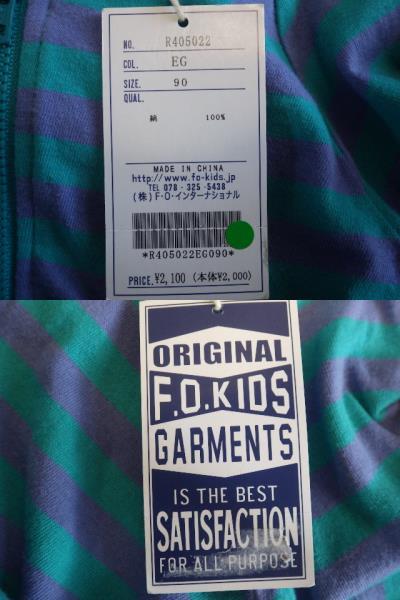 NO. R405022
COL. EG
SIZE. 90
QUAL.
綿 100%
MADE IN CHINA
http://www.fo-kids.jp
TEL 078-325-5438
(株)F・O・インターナショナル
*R405022EG090*
PRICE. ¥2,100 (本体¥2,000)
ORIGINAL
F.O.KIDS
GARMENTS
IS THE BEST
SATISFACTION
FOR ALL PURPOSE